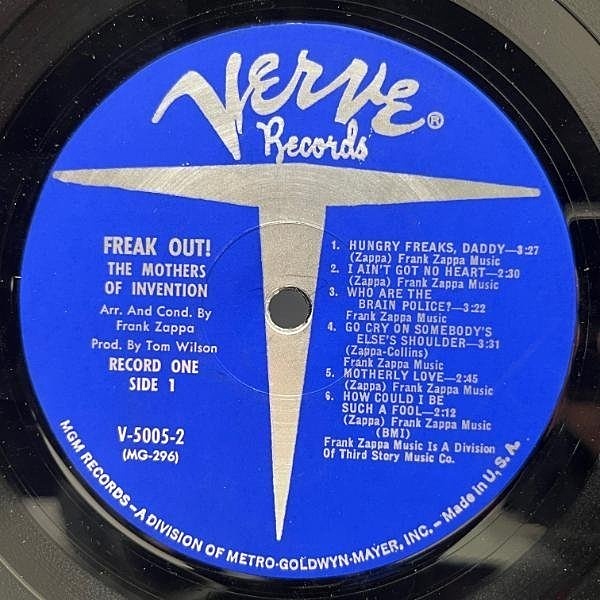 VERVE®
Records
FREAK OUT!
THE MOTHERS
OF INVENTION
Arr. And Cond. By
Frank Zappa
Prod. By Tom Wilson
RECORD ONE
SIDE 1
V-5005-2
(MG-296)
1. HUNGRY FREAKS, DADDY—3:27
(Zappa) Frank Zappa Music
2. I AIN'T GOT NO HEART—2:30
(Zappa) Frank Zappa Music
3. WHO ARE THE
BRAIN POLICE?—3:22
Frank Zappa Music
4. GO CRY ON SOMEBODY'S
ELSE'S SHOULDER—3:31
(Zappa-Collins)
Frank Zappa Music
5. MOTHERLY LOVE—2:45
(Zappa) Frank Zappa Music
6. HOW COULD I BE
SUCH A FOOL—2:12
(Zappa) Frank Zappa Music
(BMI)
Frank Zappa Music Is A Division
Of Third Story Music Co.
MGM RECORDS—A DIVISION OF METRO-GOLDWYN-MAYER, INC.—Made in U.S.A.